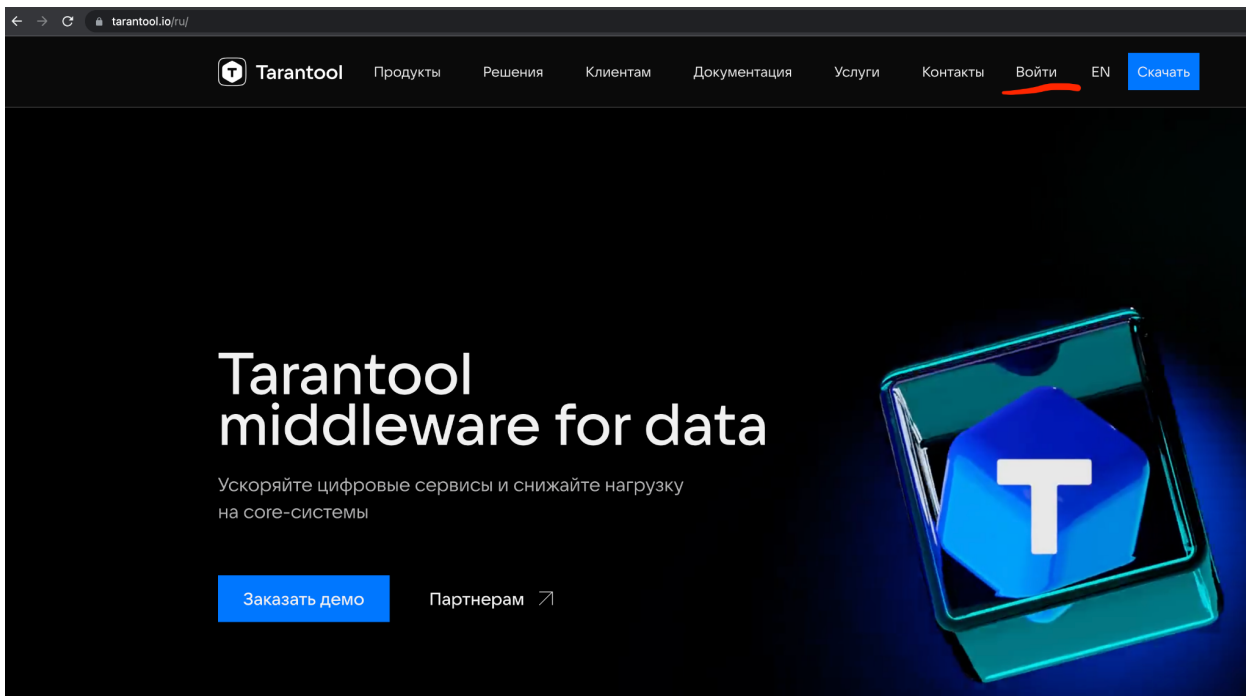 tarantool.io/ru/
Tarantool Продукты Решения Клиентам Документация Услуги Контакты Войти EN Скачать
Tarantool
middleware for data
Ускоряйте цифровые сервисы и снижайте нагрузку
на core-системы
Заказать демо Партнерам
T